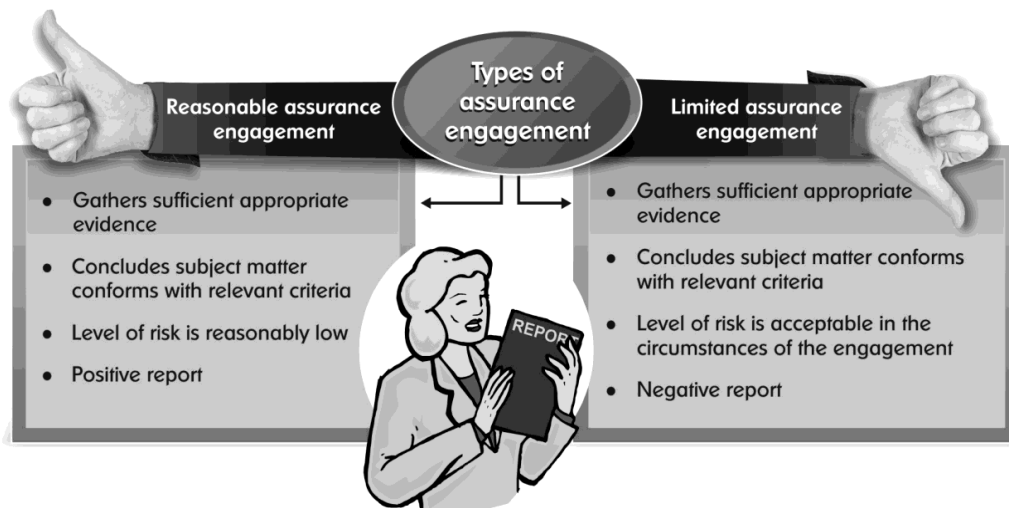 Types of
assurance
engagement
Reasonable assurance
engagement
• Gathers sufficient appropriate
evidence
• Concludes subject matter
conforms with relevant criteria
• Level of risk is reasonably low
• Positive report
Limited assurance
engagement
• Gathers sufficient appropriate
evidence
• Concludes subject matter conforms
with relevant criteria
• Level of risk is acceptable in the
circumstances of the engagement
• Negative report
REPORT